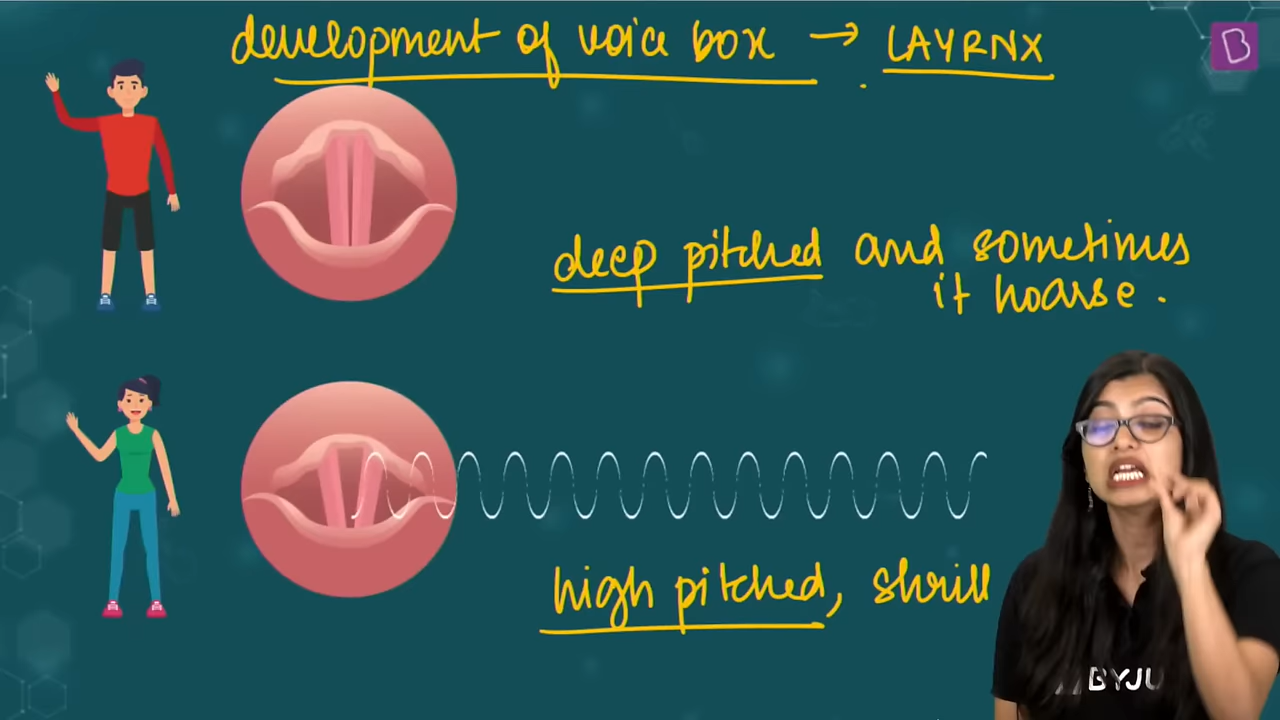 development of voice box → LAYRNX
deep pitched and sometimes
it hoarse.
high pitched, shrill
BYJU